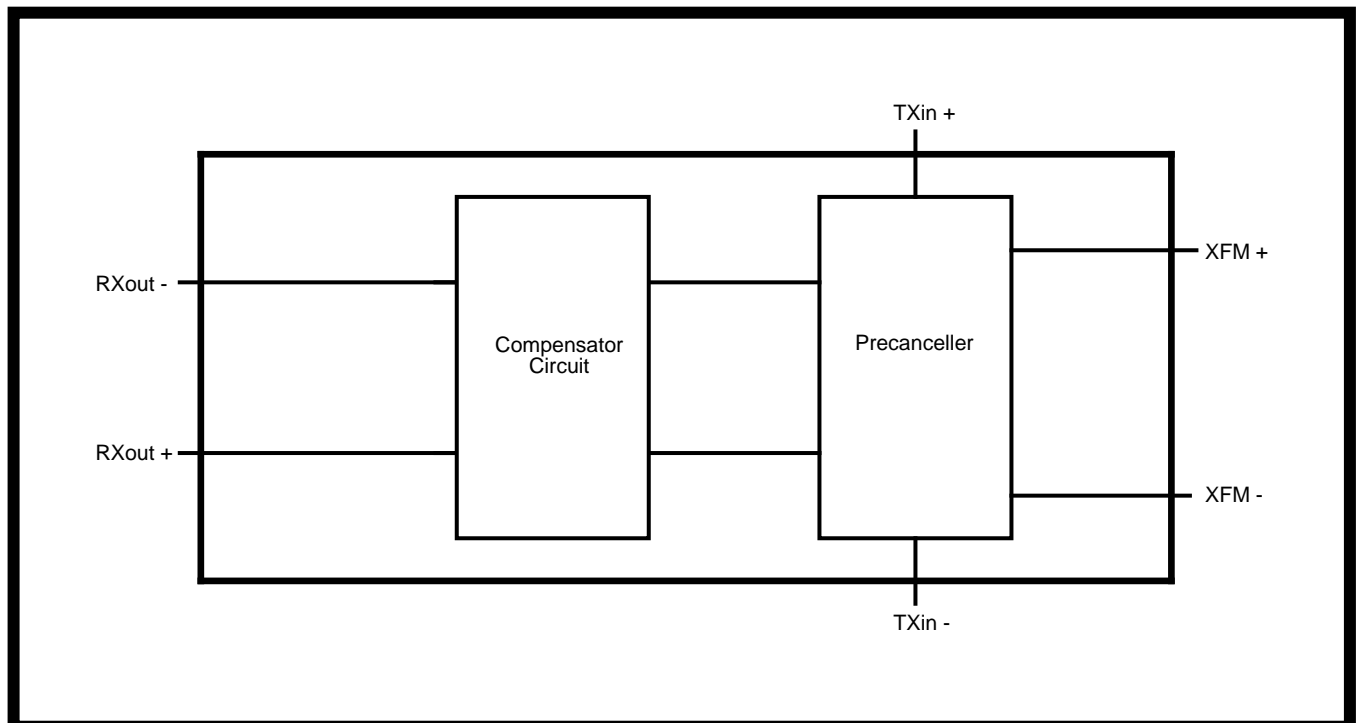 TXin +
XFM +
RXout -
Compensator
Circuit
Precanceller
RXout +
XFM -
TXin -